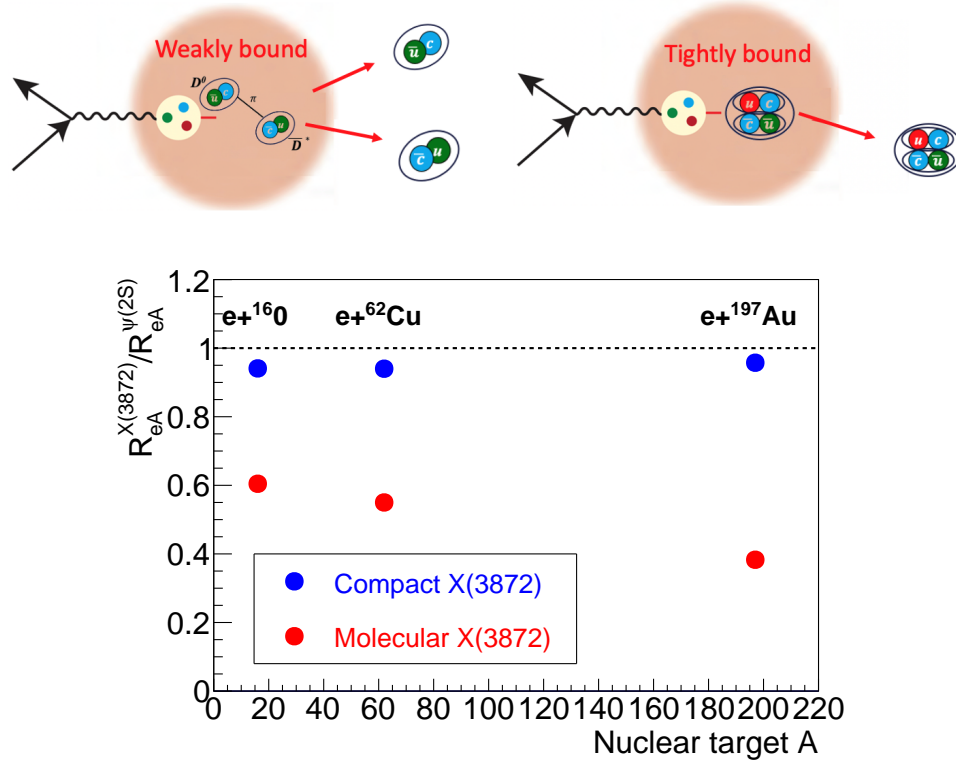 Weakly bound
Tightly bound
D⁰
ū c
π
c̄ u
D̄*
ū c
c̄ u
u c
c̄ ū
u c
c̄ ū
R_eA^X(3872)/R_eA^ψ(2S)
1.2
1
0.8
0.6
0.4
0.2
0
e+¹⁶0
e+⁶²Cu
e+¹⁹⁷Au
Compact X(3872)
Molecular X(3872)
0 20 40 60 80 100 120 140 160 180 200 220
Nuclear target A